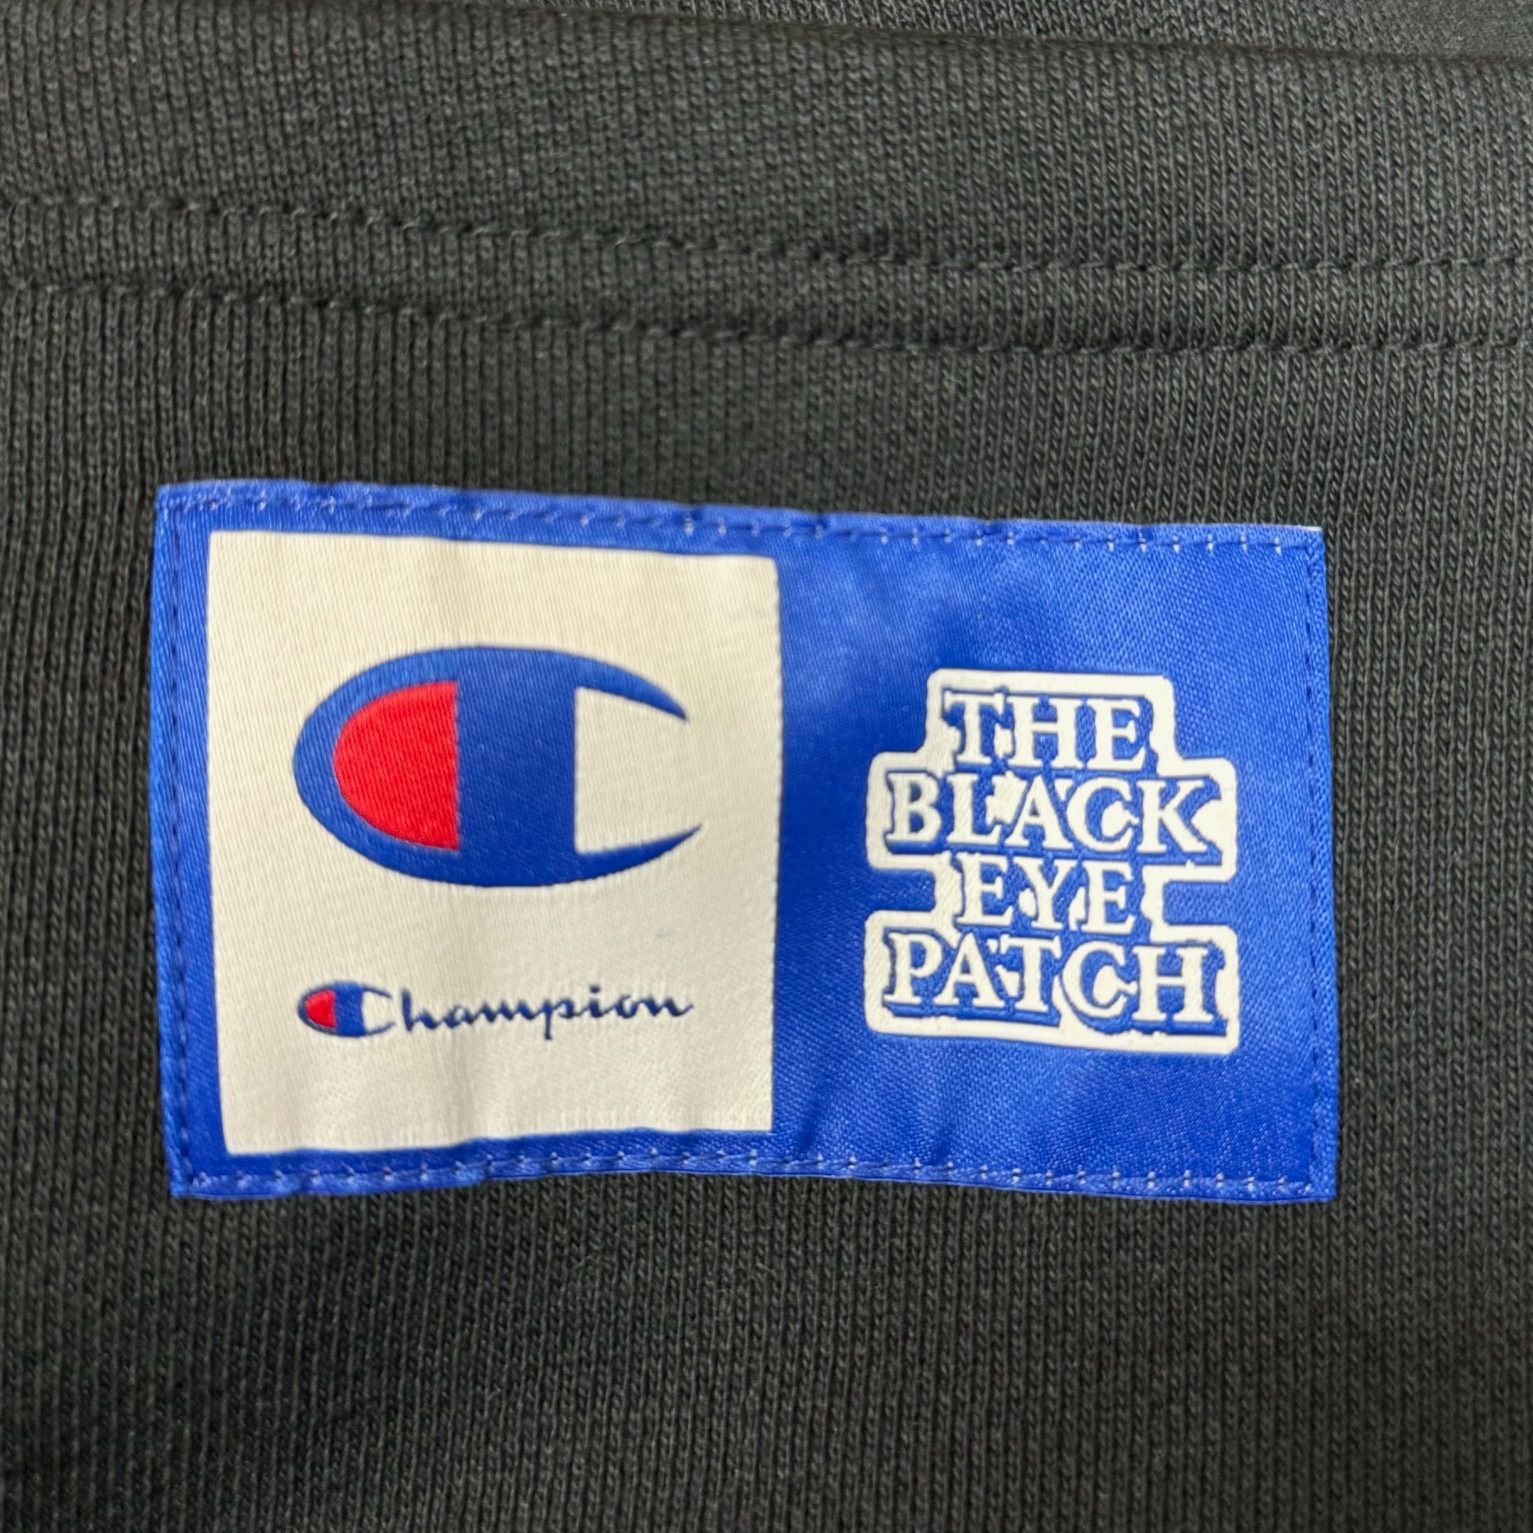 Champion
THE
BLACK
EYE
PATCH